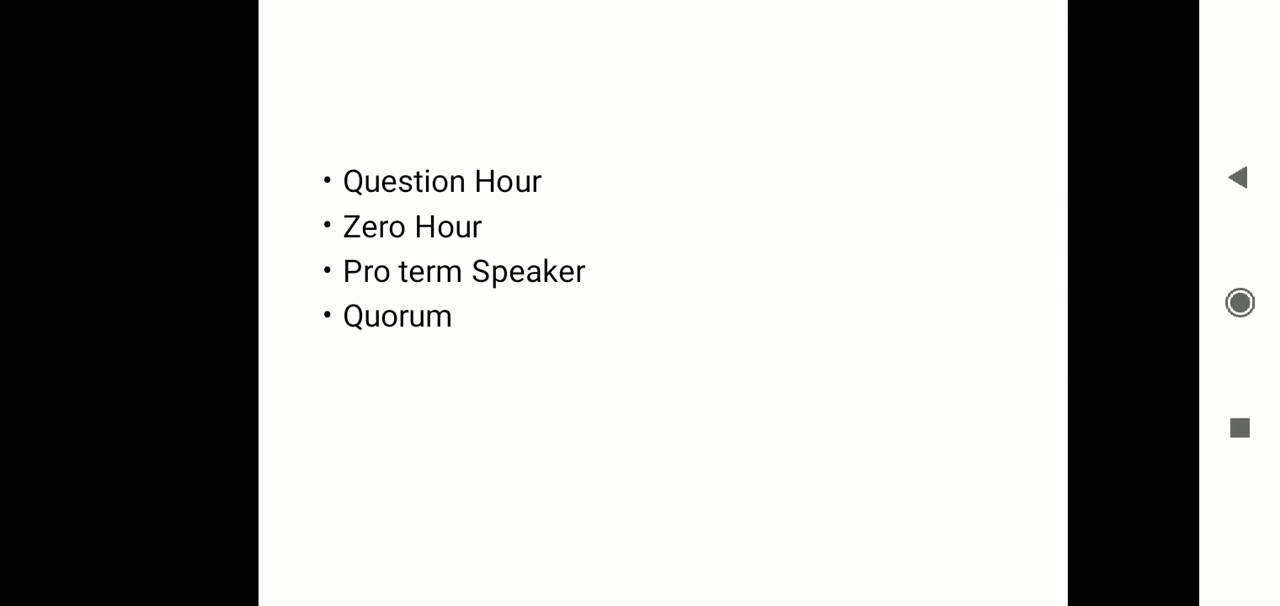 • Question Hour
• Zero Hour
• Pro term Speaker
• Quorum